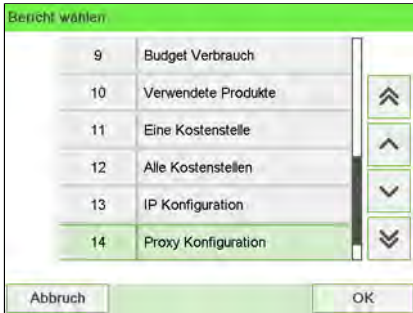 Bericht wählen
9 Budget Verbrauch
10 Verwendete Produkte
11 Eine Kostenstelle
12 Alle Kostenstellen
13 IP Konfiguration
14 Proxy Konfiguration
Abbruch OK